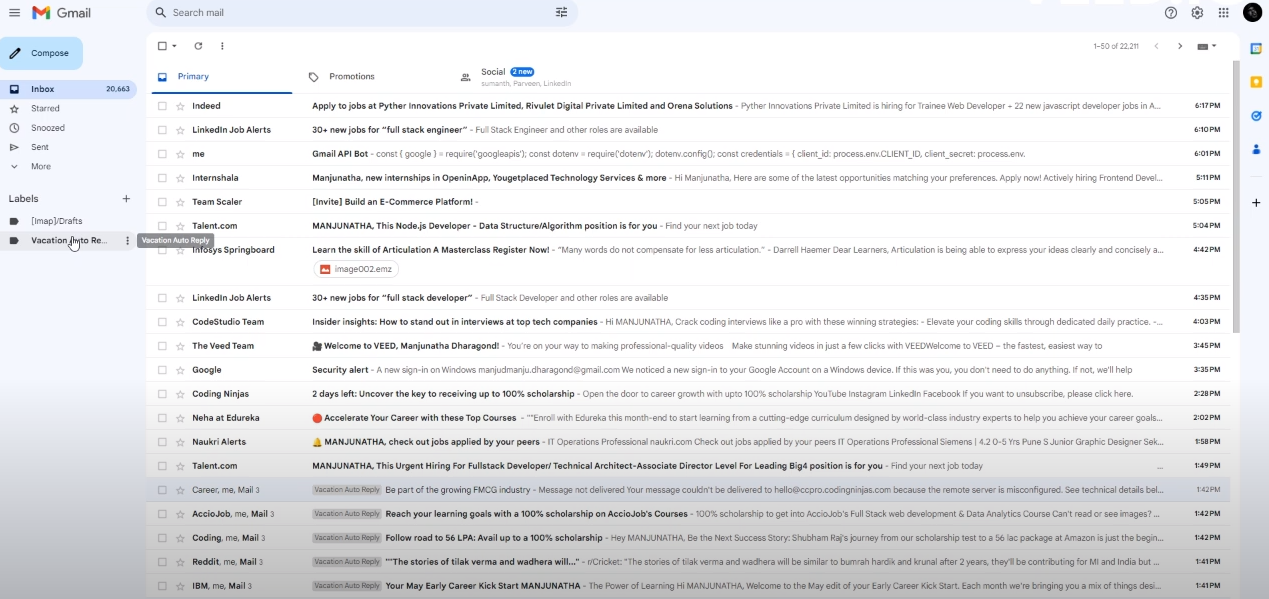 Gmail
Search mail
Compose
1–50 of 22,211
Primary
Promotions
Social 2 new
sumanth, Parveen, LinkedIn
Inbox 20,663
Starred
Snoozed
Sent
More
Labels
[Imap]/Drafts
Vacation Auto Re...
Vacation Auto Reply
Indeed Apply to jobs at Pyther Innovations Private Limited, Rivulet Digital Private Limited and Orena Solutions - Pyther Innovations Private Limited is hiring for Trainee Web Developer + 22 new javascript developer jobs in A... 6:17 PM
LinkedIn Job Alerts 30+ new jobs for “full stack engineer” - Full Stack Engineer and other roles are available 6:10 PM
me Gmail API Bot - const { google } = require('googleapis'); const dotenv = require('dotenv'); dotenv.config(); const credentials = { client_id: process.env.CLIENT_ID, client_secret: process.env. 6:01 PM
Internshala Manjunatha, new internships in OpeninApp, Yougetplaced Technology Services & more - Hi Manjunatha, Here are some of the latest opportunities matching your preferences. Apply now! Actively hiring Frontend Devel... 5:11 PM
Team Scaler [Invite] Build an E-Commerce Platform! - 5:05 PM
Talent.com MANJUNATHA, This Node.js Developer - Data Structure/Algorithm position is for you - Find your next job today 5:04 PM
Infosys Springboard Learn the skill of Articulation A Masterclass Register Now! - “Many words do not compensate for less articulation.” - Darrell Haemer Dear Learners, Articulation is being able to express your ideas clearly and concisely a... 4:42 PM
image002.emz
LinkedIn Job Alerts 30+ new jobs for “full stack developer” - Full Stack Developer and other roles are available 4:35 PM
CodeStudio Team Insider insights: How to stand out in interviews at top tech companies - Hi MANJUNATHA, Crack coding interviews like a pro with these winning strategies: - Elevate your coding skills through dedicated daily practice. -... 4:03 PM
The Veed Team 🎥 Welcome to VEED, Manjunatha Dharagond! - You’re on your way to making professional-quality videos Make stunning videos in just a few clicks with VEEDWelcome to VEED – the fastest, easiest way to 3:45 PM
Google Security alert - A new sign-in on Windows manjudmanju.dharagond@gmail.com We noticed a new sign-in to your Google Account on a Windows device. If this was you, you don't need to do anything. If not, we'll help 3:35 PM
Coding Ninjas 2 days left: Uncover the key to receiving up to 100% scholarship - Open the door to career growth with upto 100% scholarship YouTube Instagram LinkedIn Facebook If you want to unsubscribe, please click here. 2:28 PM
Neha at Edureka 🔴 Accelerate Your Career with these Top Courses - ""Enroll with Edureka this month-end to start learning from a cutting-edge curriculum designed by world-class industry experts to help you achieve your career goals... 2:02 PM
Naukri Alerts 🔔 MANJUNATHA, check out jobs applied by your peers - IT Operations Professional naukri.com Check out jobs applied by your peers IT Operations Professional Siemens | 4.2 0-5 Yrs Pune S Junior Graphic Designer Sek... 1:58 PM
Talent.com MANJUNATHA, This Urgent Hiring For Fullstack Developer/ Technical Architect-Associate Director Level For Leading Big4 position is for you - Find your next job today ... 1:49 PM
Career, me, Mail 3 Vacation Auto Reply Be part of the growing FMCG industry - Message not delivered Your message couldn't be delivered to hello@ccpro.codingninjas.com because the remote server is misconfigured. See technical details bel... 1:42 PM
AccioJob, me, Mail 3 Vacation Auto Reply Reach your learning goals with a 100% scholarship on AccioJob's Courses - 100% scholarship to get into AccioJob's Full Stack web development & Data Analytics Course Can't read or see images? ... 1:42 PM
Coding, me, Mail 3 Vacation Auto Reply Follow road to 56 LPA: Avail up to a 100% scholarship - Hey MANJUNATHA, Be the Next Success Story: Shubham Raj's journey from our scholarship test to a 56 lac package at Amazon is just the begin... 1:42 PM
Reddit, me, Mail 3 Vacation Auto Reply ""The stories of tilak verma and wadhera will..." - r/Cricket: "The stories of tilak verma and wadhera will be similar to bumrah hardik and krunal after 2 years, they'll be contributing for MI and India but ... 1:41 PM
IBM, me, Mail 3 Vacation Auto Reply Your May Early Career Kick Start MANJUNATHA - The Power of Learning Hi MANJUNATHA, Welcome to the May edit of your Early Career Kick Start. Each month we're bringing you a mix of things desi... 1:41 PM